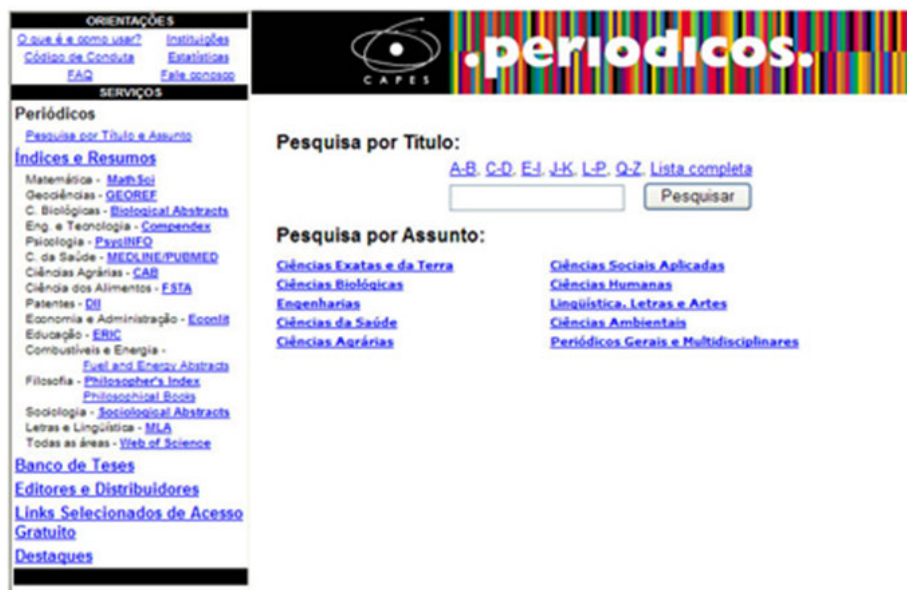 ORIENTAÇÕES
O que é e como usar? Instituições
Código de Conduta Estatísticas
FAQ Fale conosco
SERVIÇOS
Periódicos
Pesquisa por Título e Assunto
Índices e Resumos
Matemática - MathSci
Geociências - GEOREF
C. Biológicas - Biological Abstracts
Eng. e Tecnologia - Compendex
Psicologia - PsycINFO
C. da Saúde - MEDLINE/PUBMED
Ciências Agrárias - CAB
Ciência dos Alimentos - FSTA
Patentes - DII
Economia e Administração - Econlit
Educação - ERIC
Combustíveis e Energia -
Fuel and Energy Abstracts
Filosofia - Philosopher's Index
Philosophical Books
Sociologia - Sociological Abstracts
Letras e Lingüística - MLA
Todas as áreas - Web of Science
Banco de Teses
Editores e Distribuidores
Links Selecionados de Acesso
Gratuito
Destaques
CAPES
.periodicos.
Pesquisa por Título:
A-B, C-D, E-I, J-K, L-P, Q-Z, Lista completa
Pesquisar
Pesquisa por Assunto:
Ciências Exatas e da Terra
Ciências Biológicas
Engenharias
Ciências da Saúde
Ciências Agrárias
Ciências Sociais Aplicadas
Ciências Humanas
Lingüística, Letras e Artes
Ciências Ambientais
Periódicos Gerais e Multidisciplinares